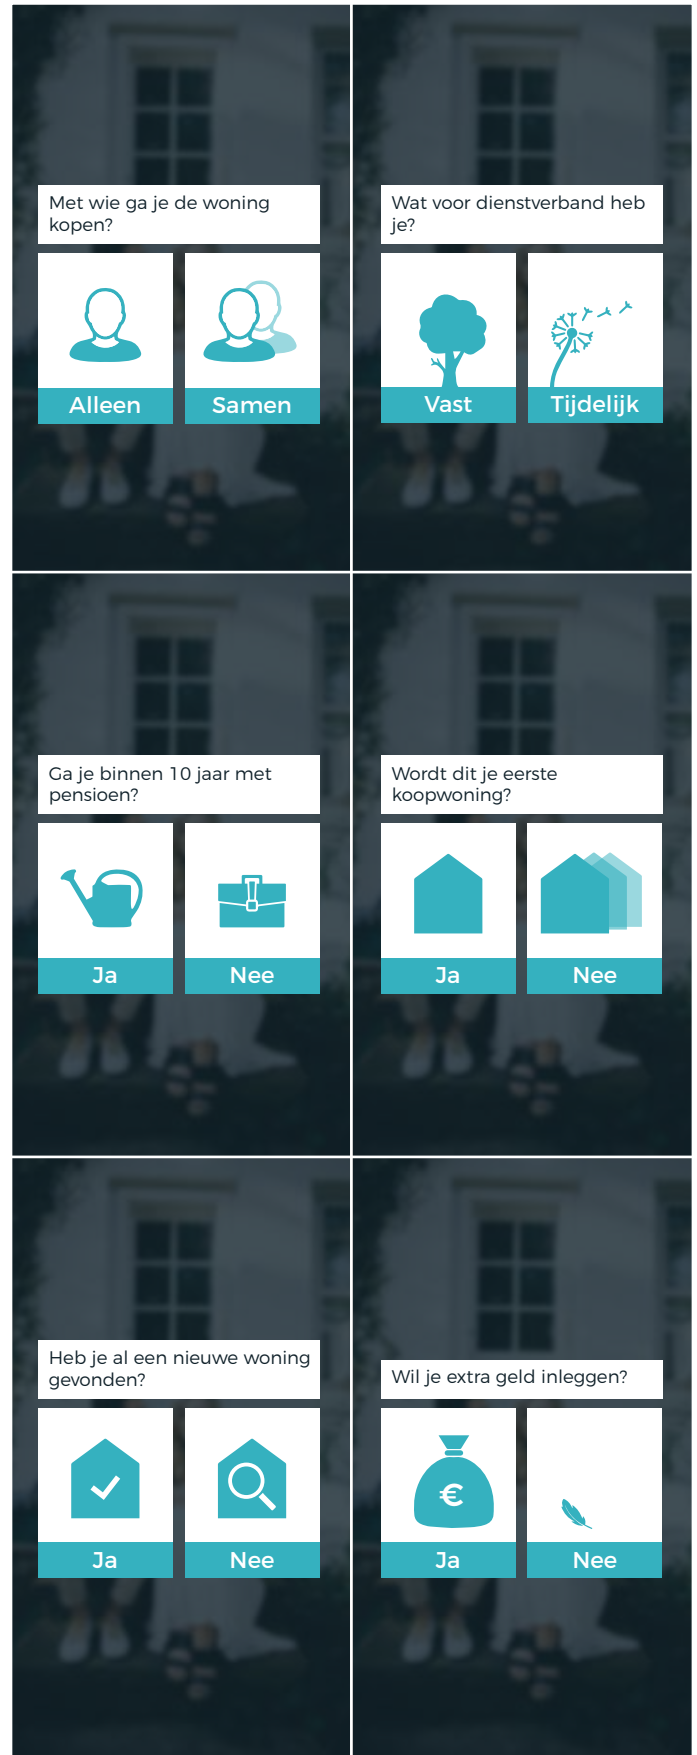 Met wie ga je de woning
kopen?
Alleen
Samen
Wat voor dienstverband heb
je?
Vast
Tijdelijk
Ga je binnen 10 jaar met
pensioen?
Ja
Nee
Wordt dit je eerste
koopwoning?
Ja
Nee
Heb je al een nieuwe woning
gevonden?
Ja
Nee
Wil je extra geld inleggen?
€
Ja
Nee